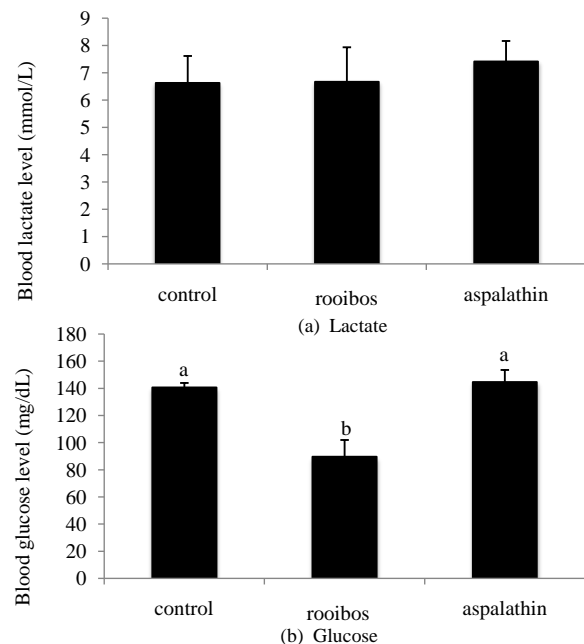 Blood lactate level (mmol/L)
9
8
7
6
5
4
3
2
1
0
control rooibos aspalathin
(a) Lactate
Blood glucose level (mg/dL)
180
160
140
120
100
80
60
40
20
0
a
b
a
control rooibos aspalathin
(b) Glucose